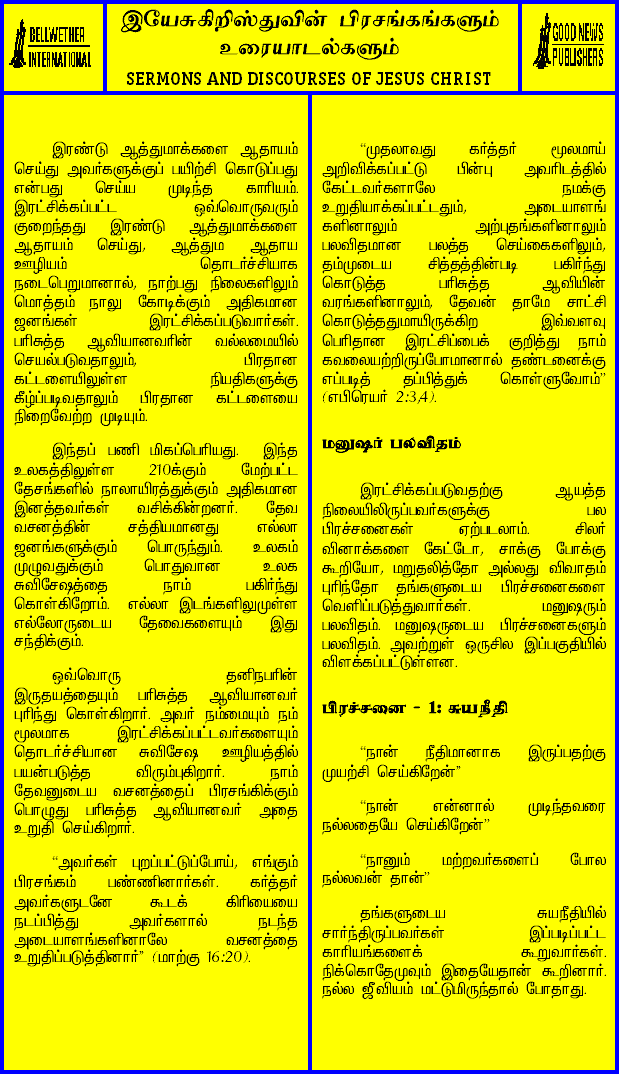 BELLWETHER
INTERNATIONAL
இயேசுகிறிஸ்துவின் பிரசங்கங்களும்
உரையாடல்களும்
SERMONS AND DISCOURSES OF JESUS CHRIST
GOOD NEWS
PUBLISHERS
இரண்டு ஆத்துமாக்களை ஆதாயம்
செய்து அவர்களுக்குப் பயிற்சி கொடுப்பது
என்பது செய்ய முடிந்த காரியம்.
இரட்சிக்கப்பட்ட ஒவ்வொருவரும்
குறைந்தது இரண்டு ஆத்துமாக்களை
ஆதாயம் செய்து, ஆத்தும ஆதாய
ஊழியம் தொடர்ச்சியாக
நடைபெறுமானால், நாற்பது நிலைகளிலும்
மொத்தம் நாலு கோடிக்கும் அதிகமான
ஜனங்கள் இரட்சிக்கப்படுவார்கள்.
பரிசுத்த ஆவியானவரின் வல்லமையில்
செயல்படுவதாலும், பிரதான
கட்டளையிலுள்ள நியதிகளுக்கு
கீழ்ப்படிவதாலும் பிரதான கட்டளையை
நிறைவேற்ற முடியும்.
இந்தப் பணி மிகப்பெரியது. இந்த
உலகத்திலுள்ள 210க்கும் மேற்பட்ட
தேசங்களில் நாலாயிரத்துக்கும் அதிகமான
இனத்தவர்கள் வசிக்கின்றனர். தேவ
வசனத்தின் சத்தியமானது எல்லா
ஜனங்களுக்கும் பொருந்தும். உலகம்
முழுவதுக்கும் பொதுவான உலக
சுவிசேஷத்தை நாம் பகிர்ந்து
கொள்கிறோம். எல்லா இடங்களிலுமுள்ள
எல்லோருடைய தேவைகளையும் இது
சந்திக்கும்.
ஒவ்வொரு தனிநபரின்
இருதயத்தையும் பரிசுத்த ஆவியானவர்
புரிந்து கொள்கிறார். அவர் நம்மையும் நம்
மூலமாக இரட்சிக்கப்பட்டவர்களையும்
தொடர்ச்சியான சுவிசேஷ ஊழியத்தில்
பயன்படுத்த விரும்புகிறார். நாம்
தேவனுடைய வசனத்தைப் பிரசங்கிக்கும்
பொழுது பரிசுத்த ஆவியானவர் அதை
உறுதி செய்கிறார்.
“அவர்கள் புறப்பட்டுப்போய், எங்கும்
பிரசங்கம் பண்ணினார்கள். கர்த்தர்
அவர்களுடனே கூடக் கிரியையை
நடப்பித்து அவர்களால் நடந்த
அடையாளங்களினாலே வசனத்தை
உறுதிப்படுத்தினார்” (மாற்கு 16:20).
“முதலாவது கர்த்தர் மூலமாய்
அறிவிக்கப்பட்டு பின்பு அவரிடத்தில்
கேட்டவர்களாலே நமக்கு
உறுதியாக்கப்பட்டதும், அடையாளங்
களினாலும் அற்புதங்களினாலும்
பலவிதமான பலத்த செய்கைகளிலும்,
தம்முடைய சித்தத்தின்படி பகிர்ந்து
கொடுத்த பரிசுத்த ஆவியின்
வரங்களினாலும், தேவன் தாமே சாட்சி
கொடுத்ததுமாயிருக்கிற இவ்வளவு
பெரிதான இரட்சிப்பைக் குறித்து நாம்
கவலையற்றிருப்போமானால் தண்டனைக்கு
எப்படித் தப்பித்துக் கொள்ளுவோம்”
(எபிரெயர் 2:3,4).
மனுஷர் பலவிதம்
இரட்சிக்கப்படுவதற்கு ஆயத்த
நிலையிலிருப்பவர்களுக்கு பல
பிரச்சனைகள் ஏற்படலாம். சிலர்
வினாக்களை கேட்டோ, சாக்கு போக்கு
கூறியோ, மறுதலித்தோ அல்லது விவாதம்
புரிந்தோ தங்களுடைய பிரச்சனைகளை
வெளிப்படுத்துவார்கள். மனுஷரும்
பலவிதம். மனுஷருடைய பிரச்சனைகளும்
பலவிதம். அவற்றுள் ஒருசில இப்பகுதியில்
விளக்கப்பட்டுள்ளன.
பிரச்சனை - 1: சுயநீதி
“நான் நீதிமானாக இருப்பதற்கு
முயற்சி செய்கிறேன்”
“நான் என்னால் முடிந்தவரை
நல்லதையே செய்கிறேன்”
“நானும் மற்றவர்களைப் போல
நல்லவன் தான்”
தங்களுடைய சுயநீதியில்
சார்ந்திருப்பவர்கள் இப்படிப்பட்ட
காரியங்களைக் கூறுவார்கள்.
நிக்கொதேமுவும் இதையேதான் கூறினார்.
நல்ல ஜீவியம் மட்டுமிருந்தால் போதாது.